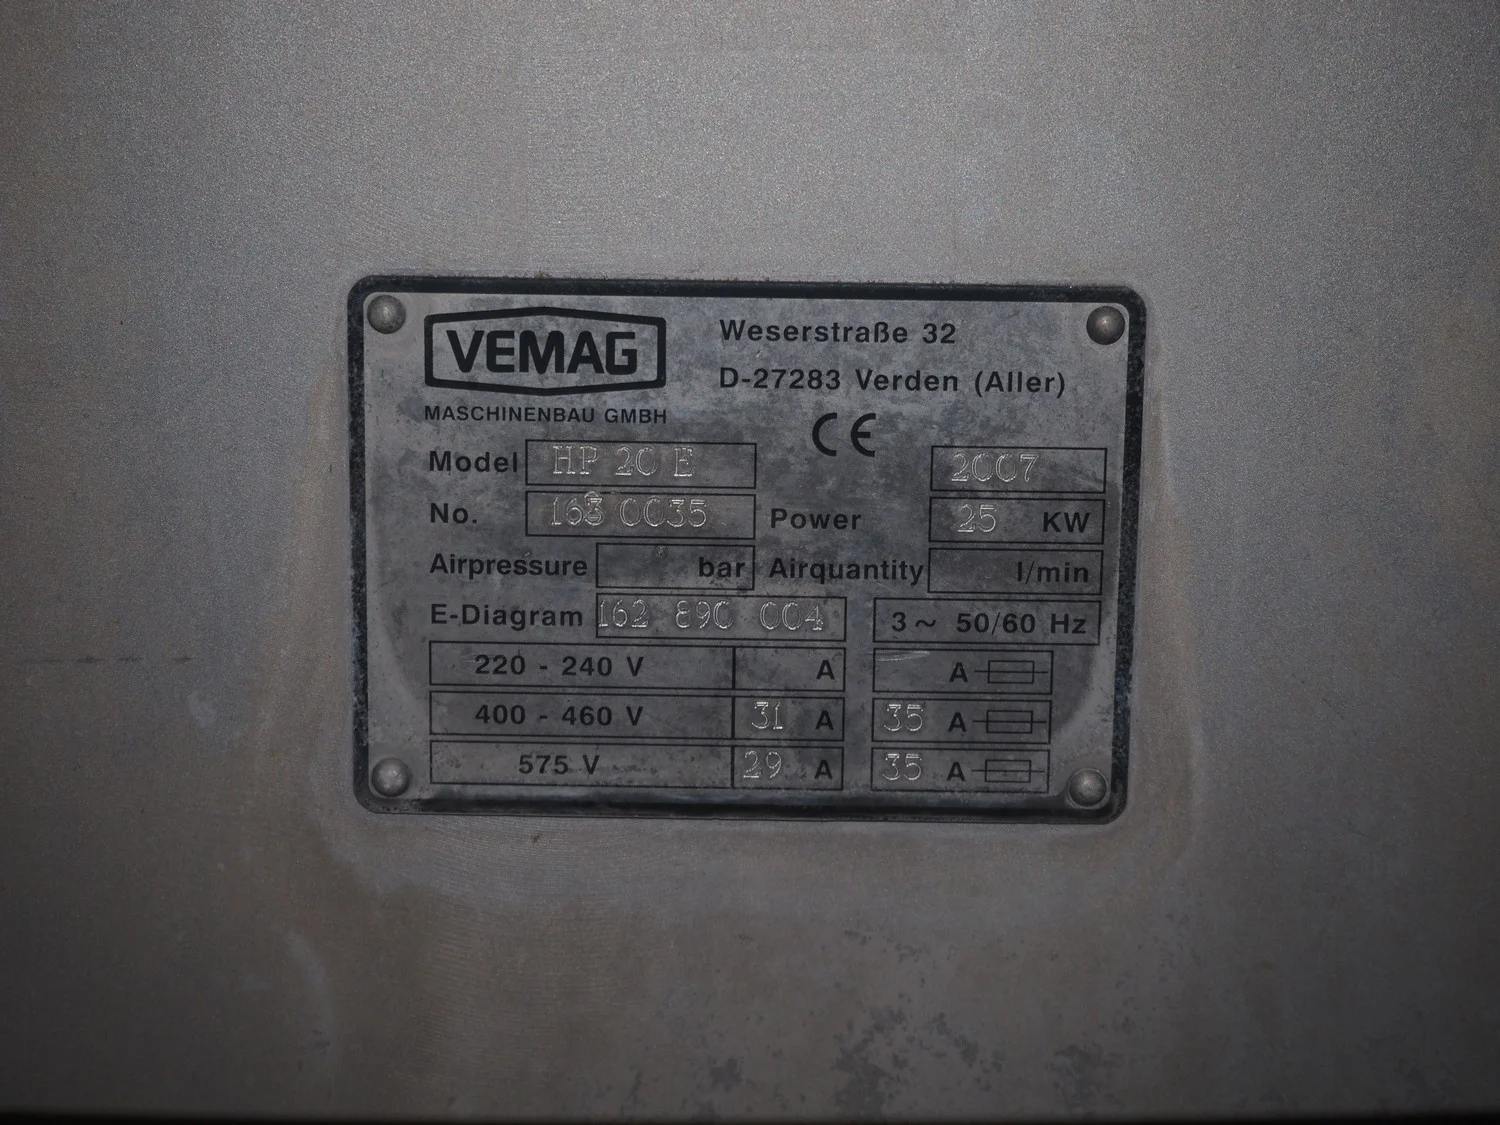 VEMAG
MASCHINENBAU GMBH
Weserstraße 32
D-27283 Verden (Aller)
CE
Model HP 20 E 2007
No. 0035 Power 25 KW
Airpressure bar Airquantity l/min
E-Diagram 162 890 004 3~ 50/60 Hz
220 - 240 V A A
400 - 460 V 31 A 35 A
575 V 29 A 35 A